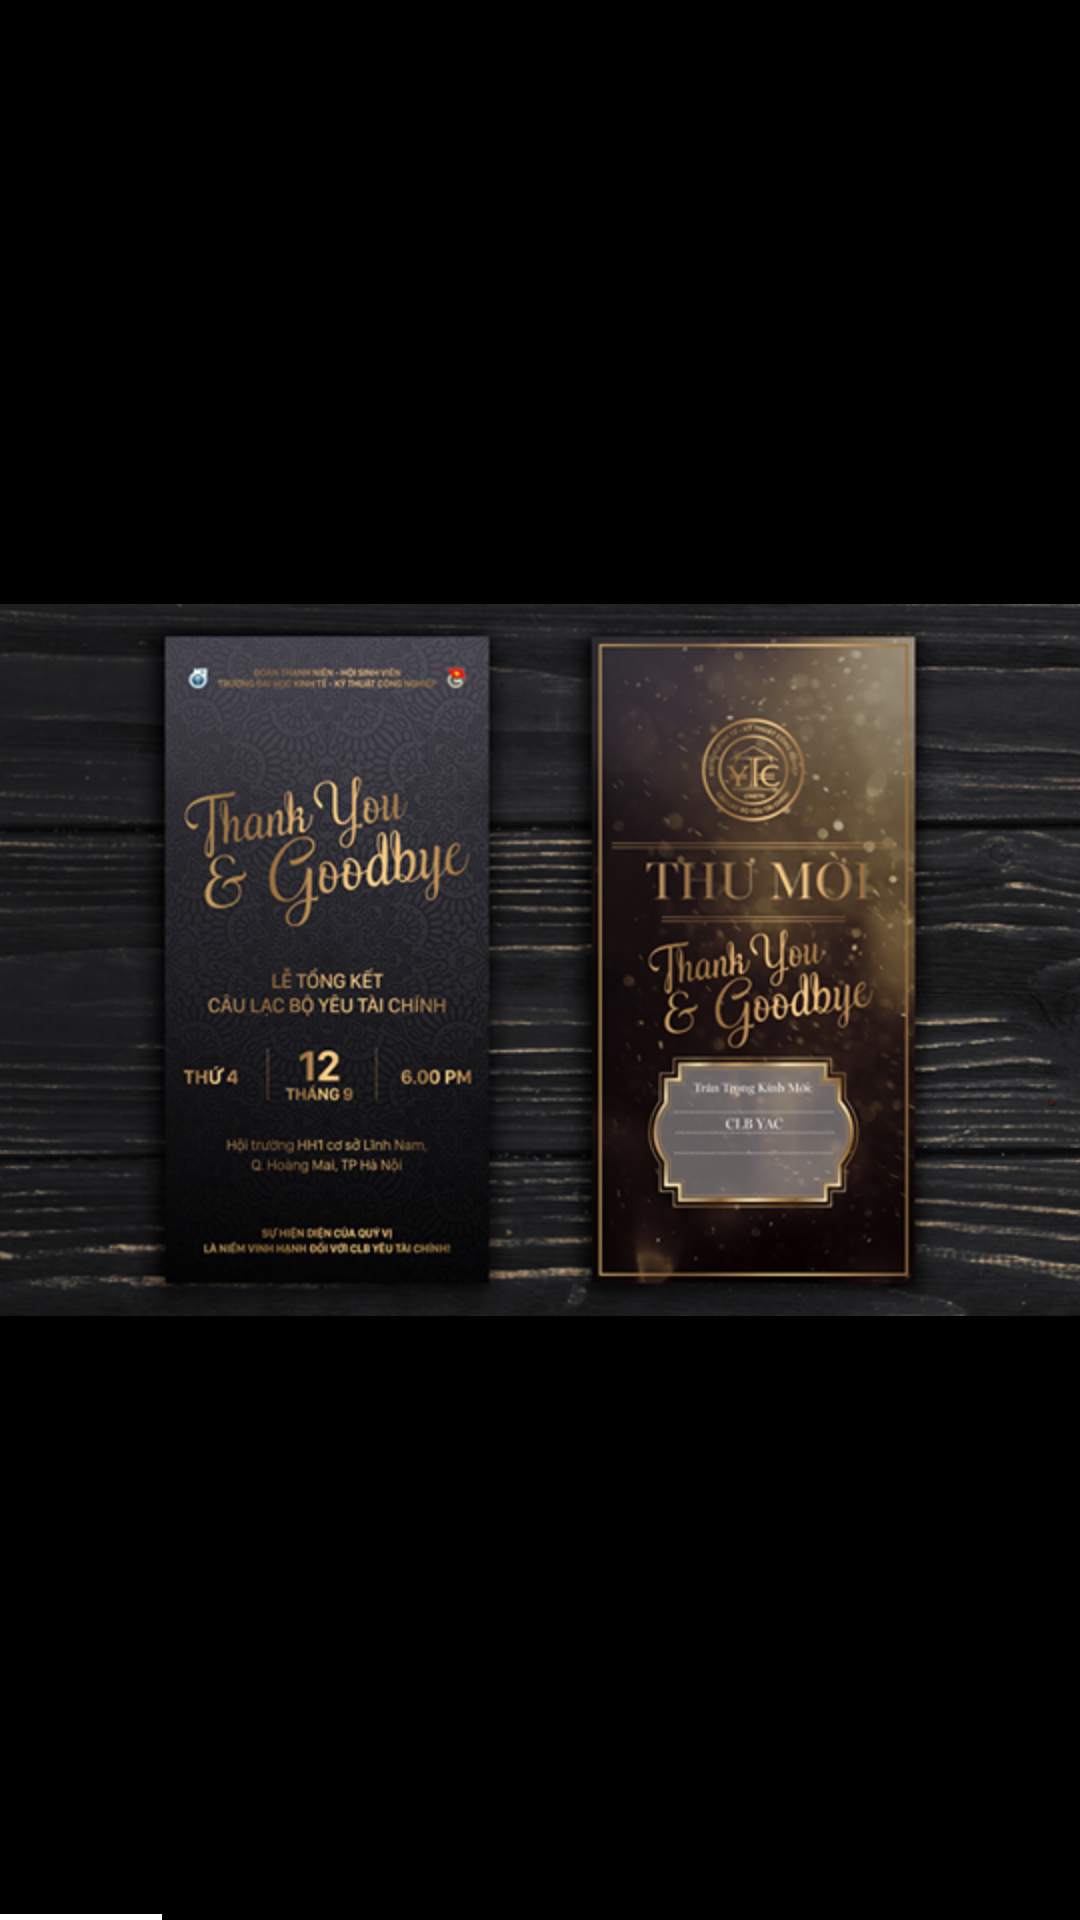 ĐOÀN THANH NIÊN - HỘI SINH VIÊN
TRƯỜNG ĐẠI HỌC KINH TẾ - KỸ THUẬT CÔNG NGHIỆP
Thank You
& Goodbye
LỄ TỔNG KẾT
CÂU LẠC BỘ YÊU TÀI CHÍNH
THỨ 4
12
THÁNG 9
6.00 PM
Hội trường HH1 cơ sở Lĩnh Nam,
Q. Hoàng Mai, TP Hà Nội
SỰ HIỆN DIỆN CỦA QUÝ VỊ
LÀ NIỀM VINH HẠNH ĐỐI VỚI CLB YÊU TÀI CHÍNH!
YTC
THƯ MỜI
Thank You
& Goodbye
Trân Trọng Kính Mời:
CLB YAC